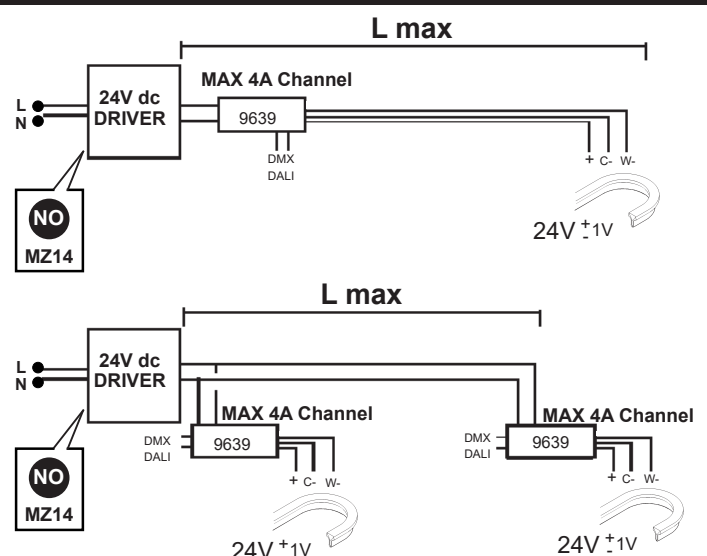 L max
MAX 4A Channel
24V dc
DRIVER
L
N
9639
DMX
DALI
+ C- W-
NO
MZ14
24V ±1V
L max
24V dc
DRIVER
L
N
MAX 4A Channel
MAX 4A Channel
DMX
DALI
9639
DMX
DALI
9639
+ C- W-
+ C- W-
NO
MZ14
24V ±1V
24V ±1V